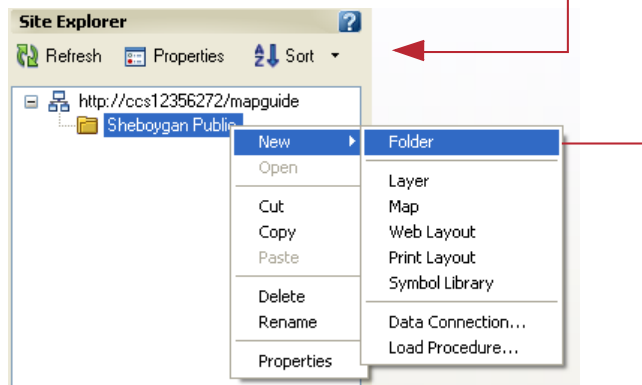 Site Explorer
?
Refresh Properties A Z Sort
http://ccs12356272/mapguide
Sheboygan Public
New
Open
Cut
Copy
Paste
Delete
Rename
Properties
Folder
Layer
Map
Web Layout
Print Layout
Symbol Library
Data Connection...
Load Procedure...